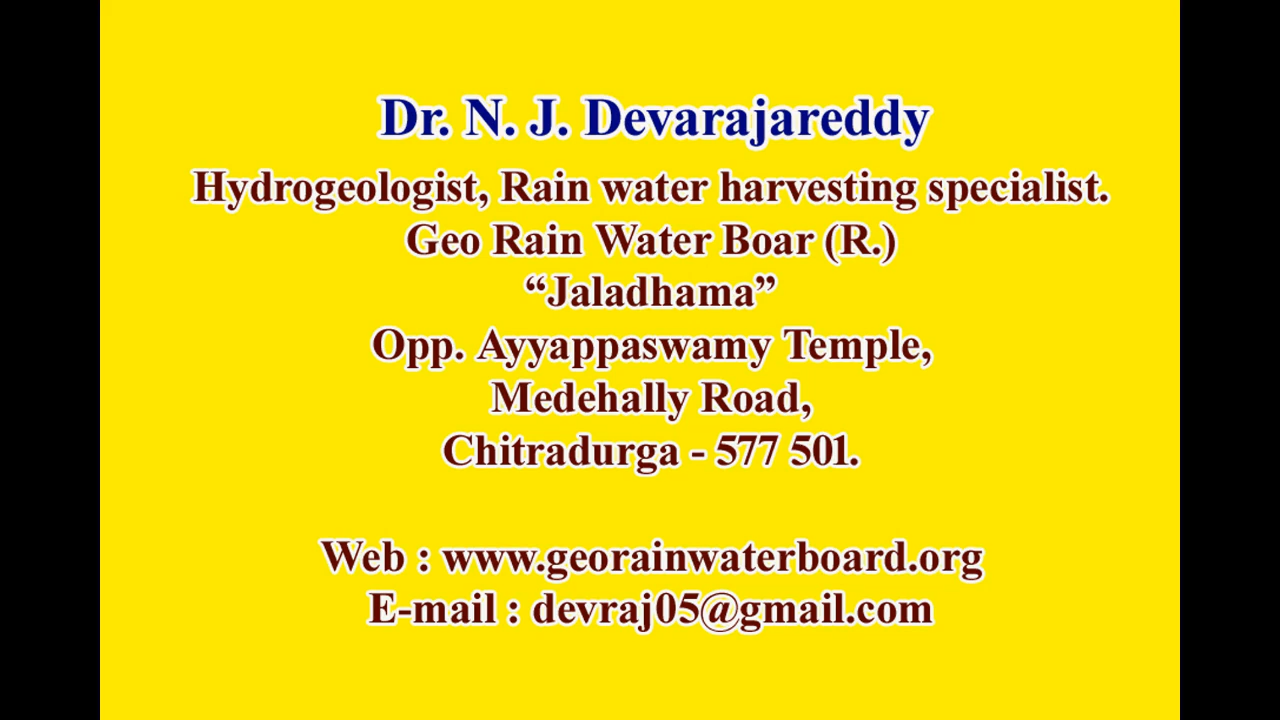 Dr. N. J. Devarajareddy
Hydrogeologist, Rain water harvesting specialist.
Geo Rain Water Boar (R.)
“Jaladhama”
Opp. Ayyappaswamy Temple,
Medehally Road,
Chitradurga - 577 501.
Web : www.georainwaterboard.org
E-mail : devraj05@gmail.com